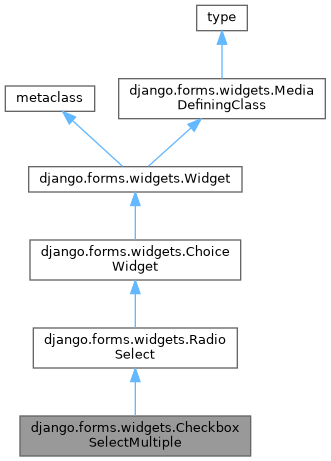 type
metaclass
django.forms.widgets.Media
DefiningClass
django.forms.widgets.Widget
django.forms.widgets.Choice
Widget
django.forms.widgets.Radio
Select
django.forms.widgets.Checkbox
SelectMultiple